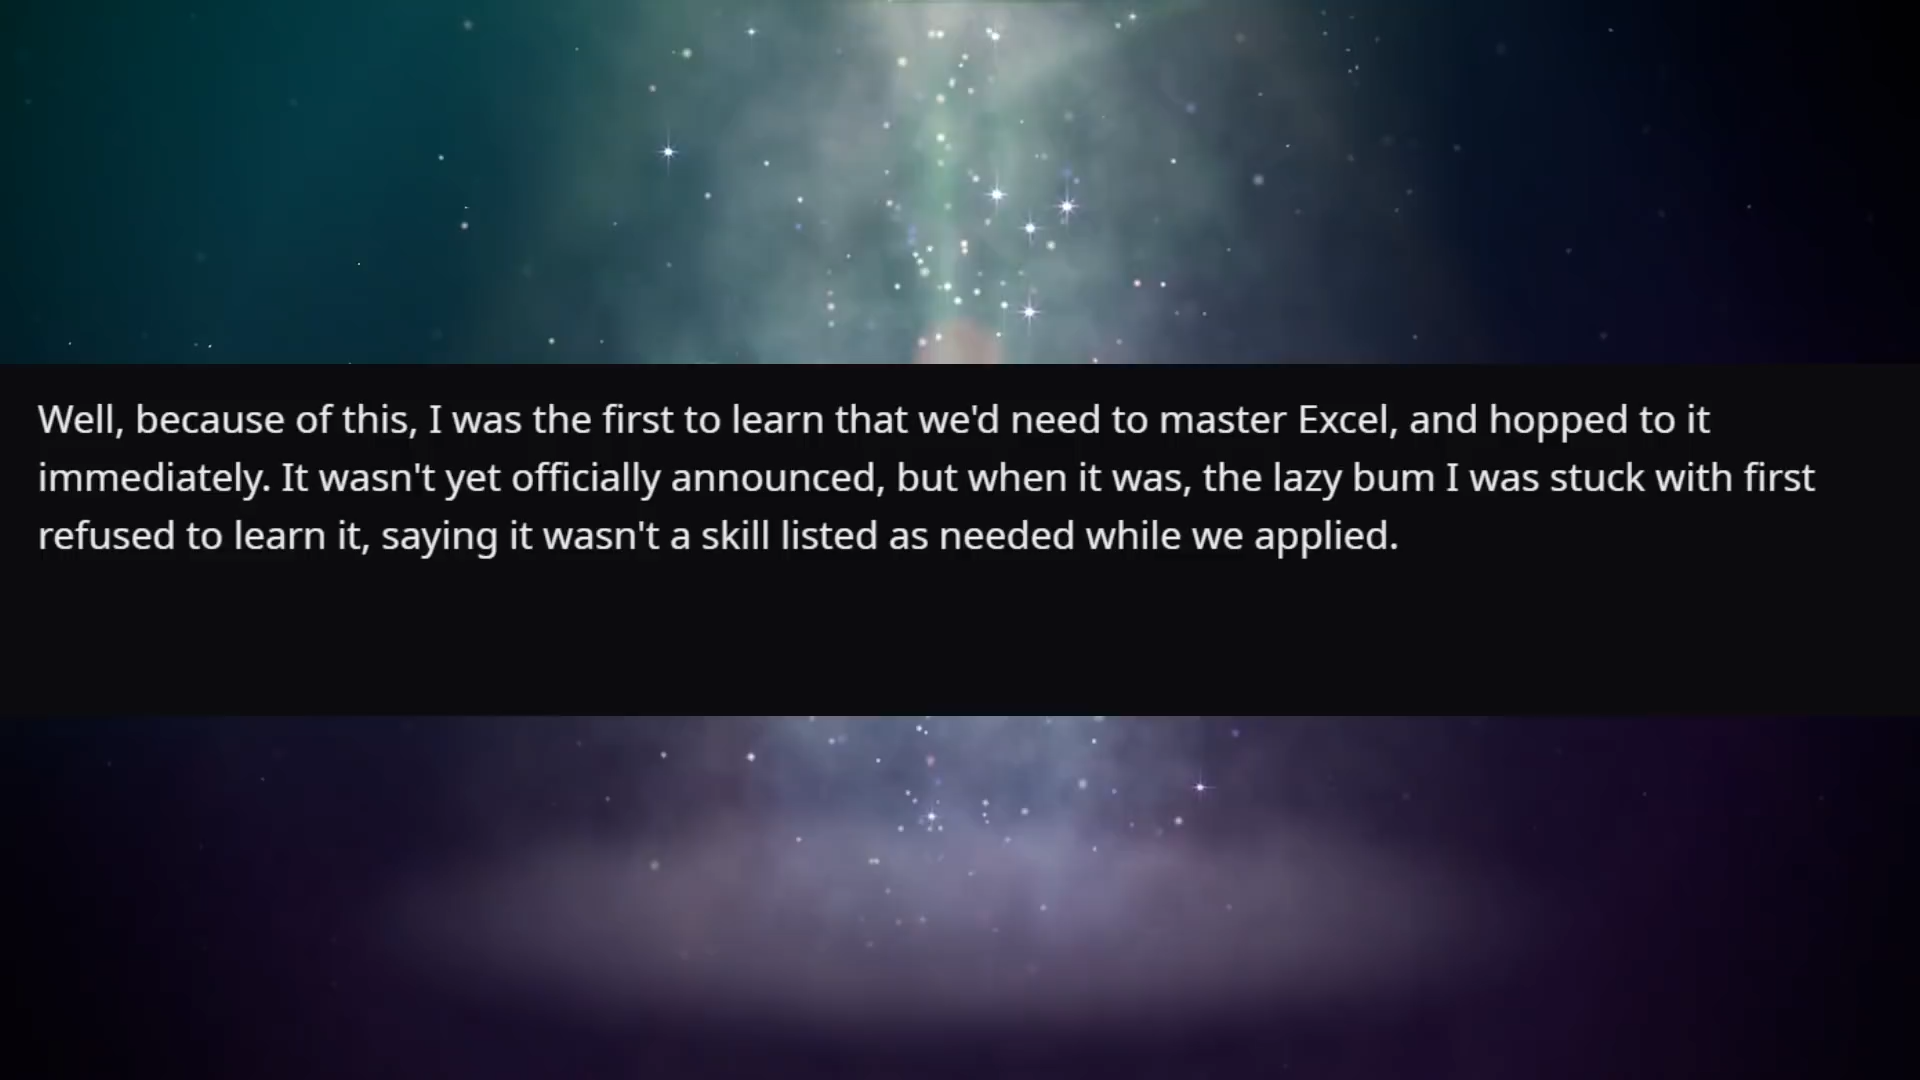 Well, because of this, I was the first to learn that we'd need to master Excel, and hopped to it
immediately. It wasn't yet officially announced, but when it was, the lazy bum I was stuck with first
refused to learn it, saying it wasn't a skill listed as needed while we applied.